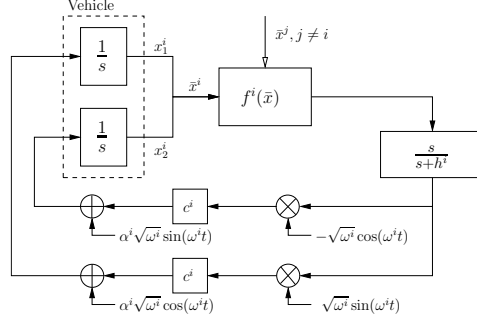 Vehicle
1/s
x_1^i
x̄^j, j ≠ i
x̄^i
f^i(x̄)
1/s
x_2^i
s/(s+h^i)
c^i
α^i√ω^i sin(ω^i t)
−√ω^i cos(ω^i t)
c^i
α^i√ω^i cos(ω^i t)
√ω^i sin(ω^i t)